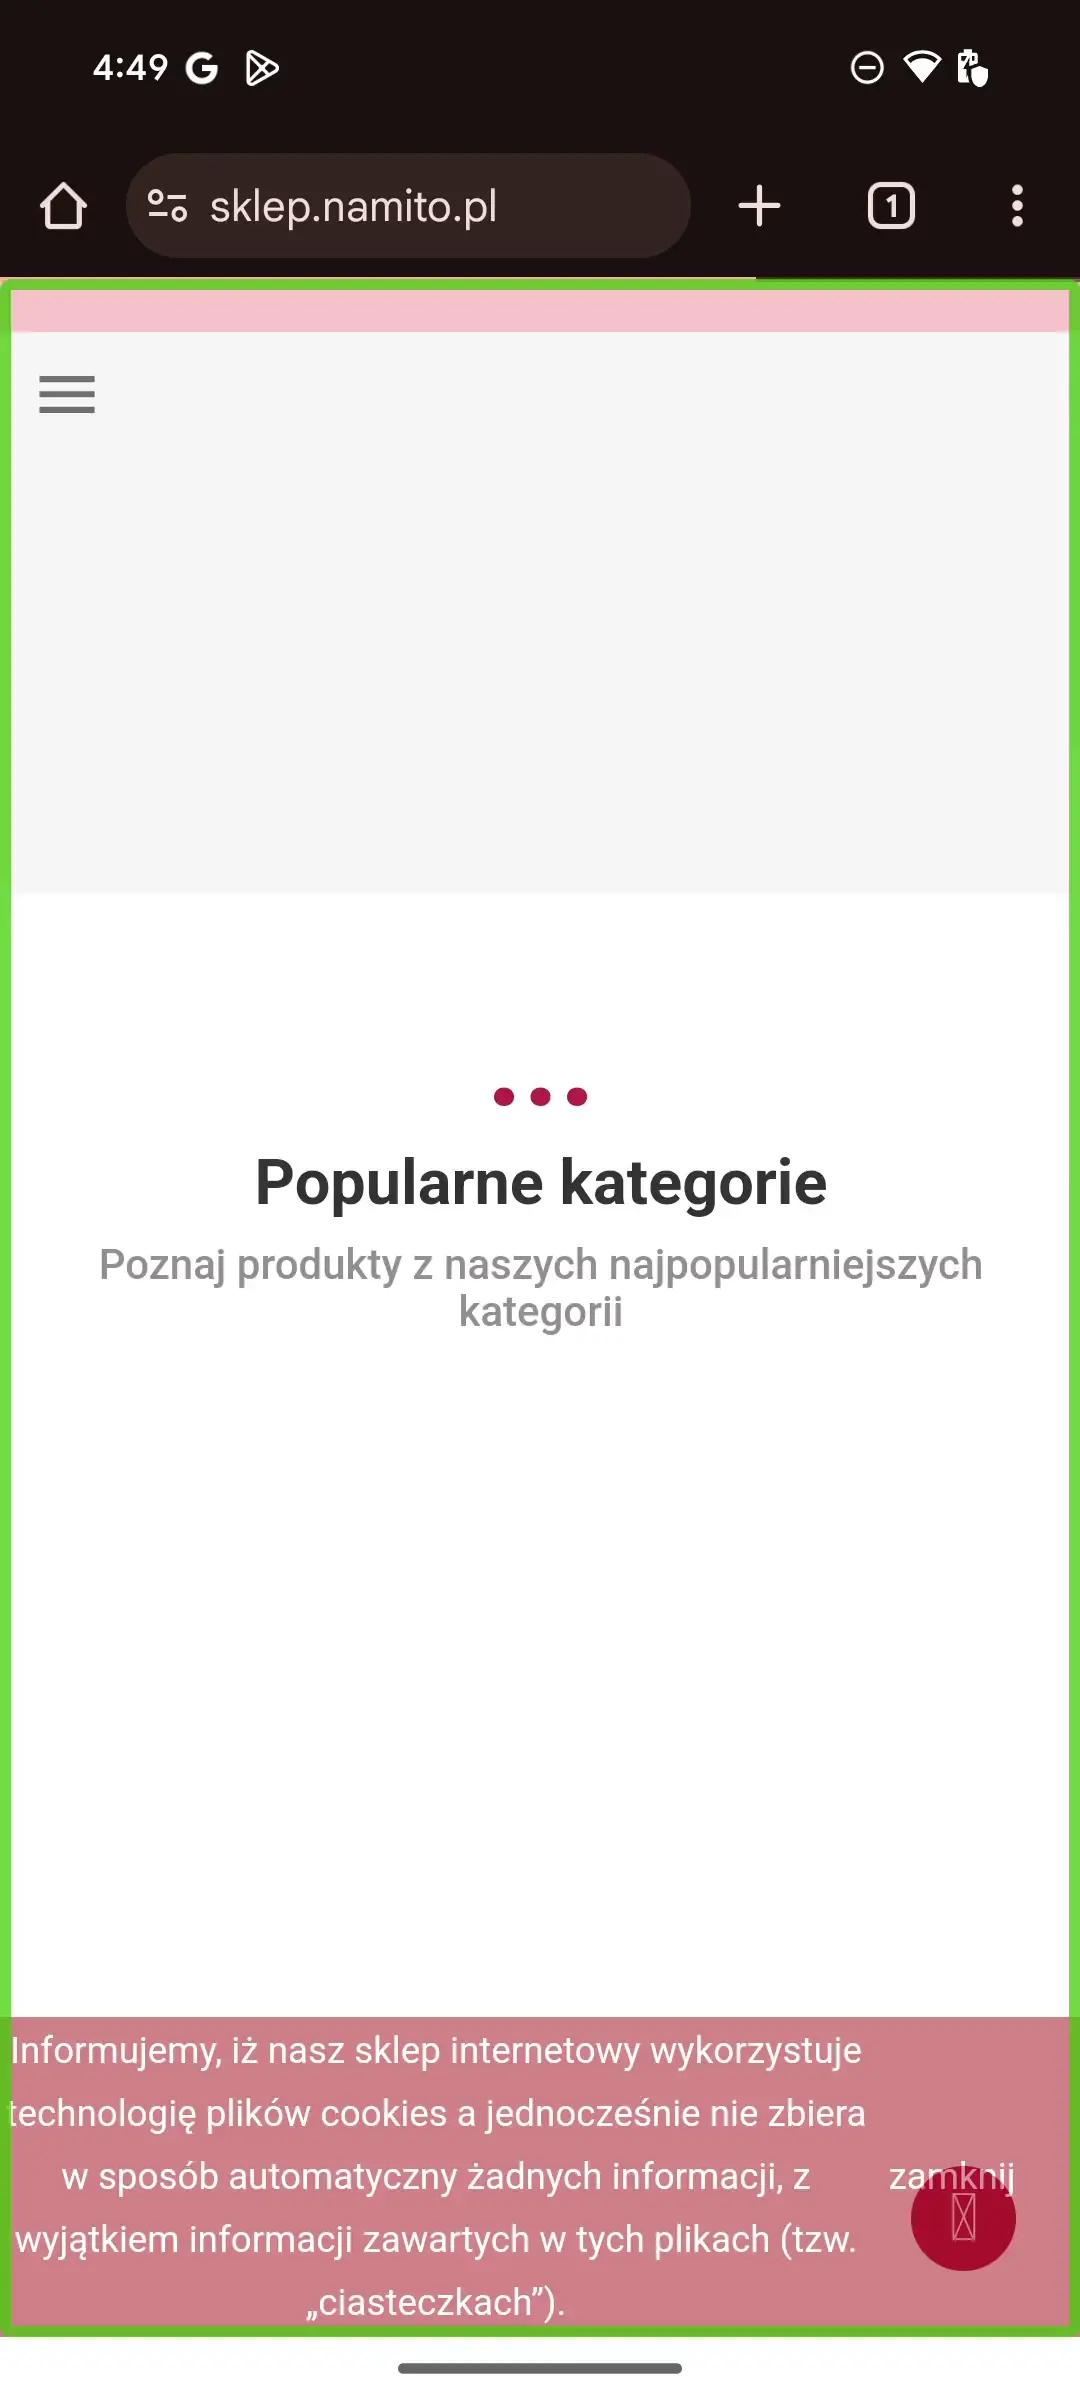 4:49
sklep.namito.pl
1
Popularne kategorie
Poznaj produkty z naszych najpopularniejszych
kategorii
Informujemy, iż nasz sklep internetowy wykorzystuje
technologię plików cookies a jednocześnie nie zbiera
w sposób automatyczny żadnych informacji, z
wyjątkiem informacji zawartych w tych plikach (tzw.
„ciasteczkach”).
zamknij